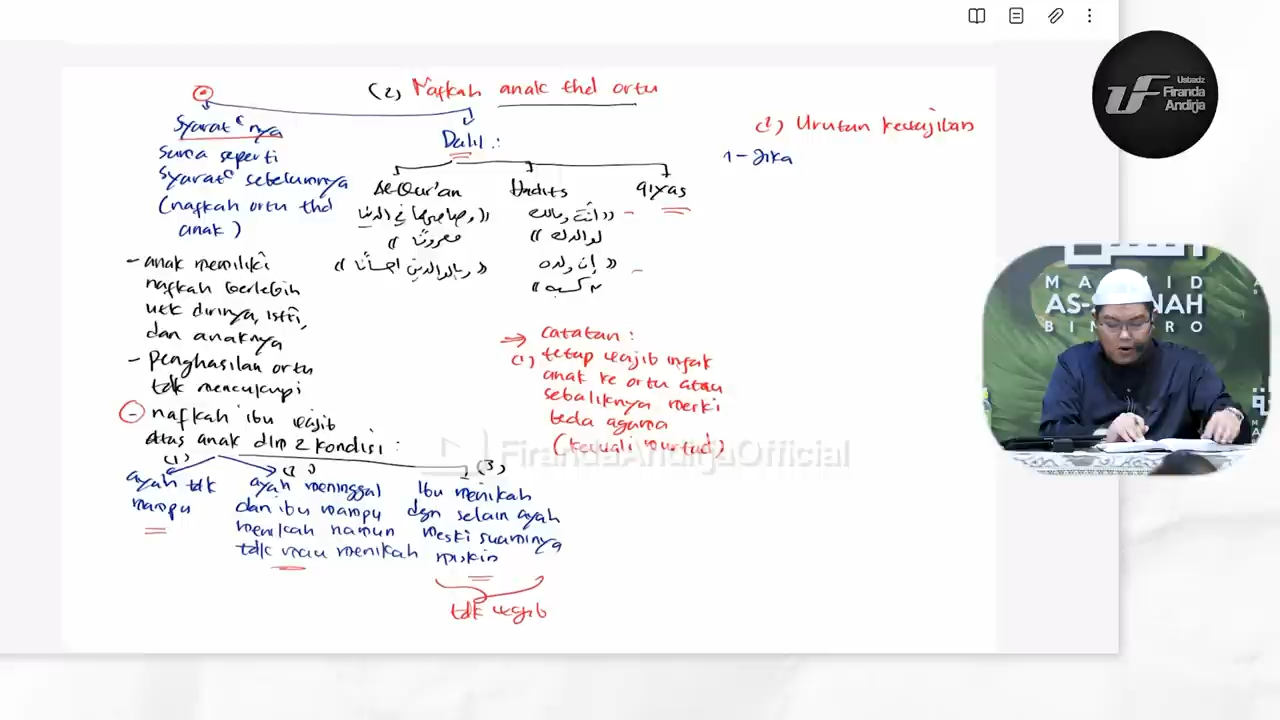 (2) Nafkah anak thd ortu
Syarat²nya
sama seperti
syarat² sebelumnya
(nafkah ortu thd
anak)
- anak memiliki
nafkah berlebih
utk dirinya, istri,
dan anaknya
- penghasilan ortu
tdk mencukupi
- nafkah ibu wajib
atas anak dlm 2 kondisi:
(1)
ayah tdk
mampu
(2)
ayah meninggal
dan ibu mampu
menikah namun
tdk mau menikah
(3)
Ibu menikah
dgn selain ayah
meski suaminya
miskin
tdk wajib
Dalil:
Al-Qur'an
«وصاحبهما في الدنيا
معروفا»
«وبالوالدين احسانا»
Hadits
«أنت ومالك
لوالدك»
«إن ولده
كسبه»
qiyas
→ Catatan:
(1) tetap wajib infak
anak ke ortu atau
sebaliknya meski
beda agama
(kecuali murtad)
(2) Urutan kewajiban
1- Jika
FirandaAndirjaOfficial
Ustadz
Firanda
Andirja
MASJID
AS-SUNNAH
BINTARO